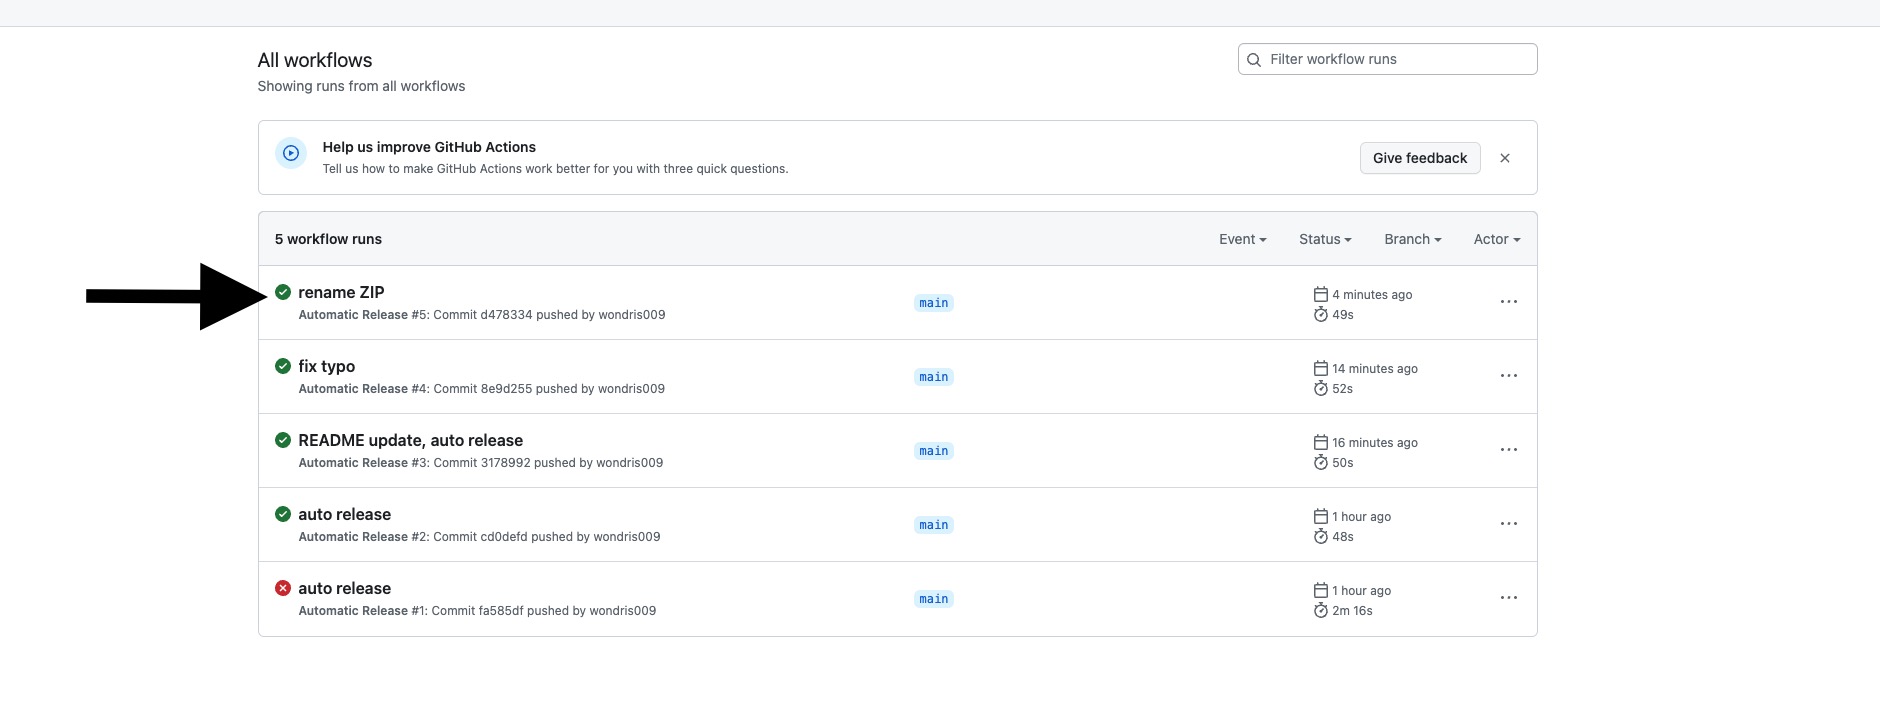 All workflows
Showing runs from all workflows
Filter workflow runs
Help us improve GitHub Actions
Tell us how to make GitHub Actions work better for you with three quick questions.
Give feedback
5 workflow runs
Event
Status
Branch
Actor
rename ZIP
Automatic Release #5: Commit d478334 pushed by wondris009
main
4 minutes ago
49s
fix typo
Automatic Release #4: Commit 8e9d255 pushed by wondris009
main
14 minutes ago
52s
README update, auto release
Automatic Release #3: Commit 3178992 pushed by wondris009
main
16 minutes ago
50s
auto release
Automatic Release #2: Commit cd0defd pushed by wondris009
main
1 hour ago
48s
auto release
Automatic Release #1: Commit fa585df pushed by wondris009
main
1 hour ago
2m 16s